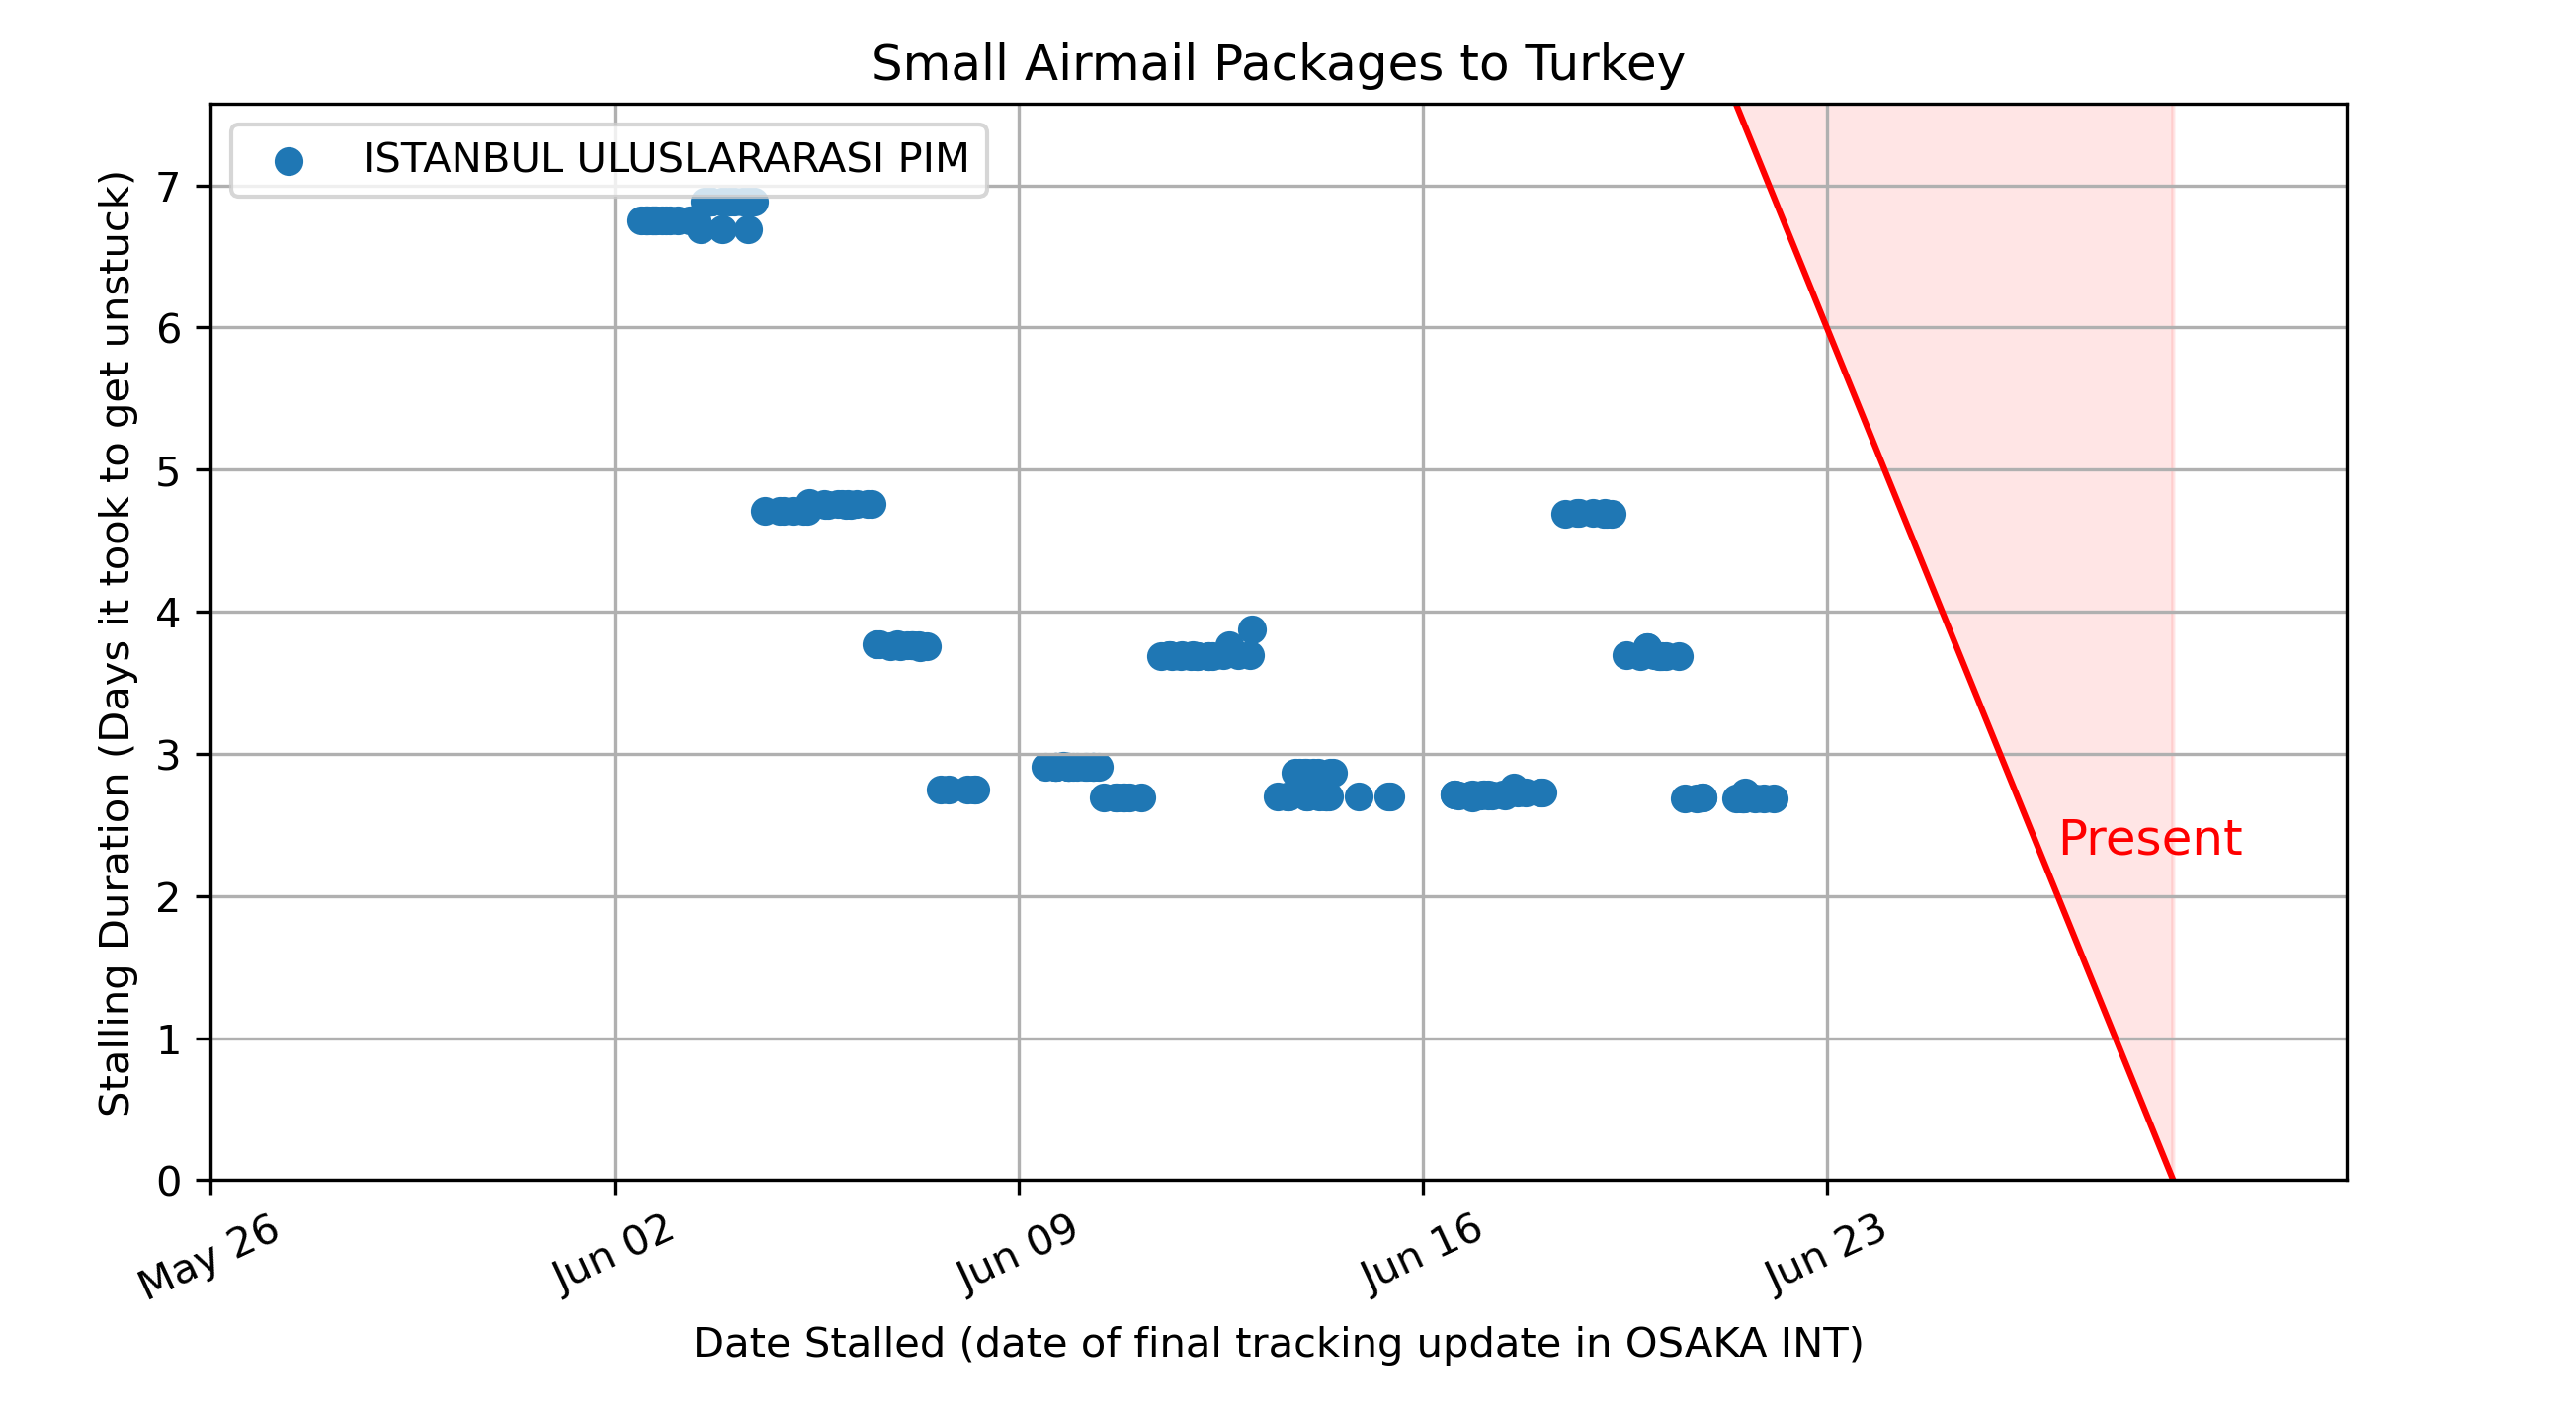 Small Airmail Packages to Turkey
ISTANBUL ULUSLARARASI PIM
Stalling Duration (Days it took to get unstuck)
7
6
5
4
3
2
1
0
Present
May 26
Jun 02
Jun 09
Jun 16
Jun 23
Date Stalled (date of final tracking update in OSAKA INT)